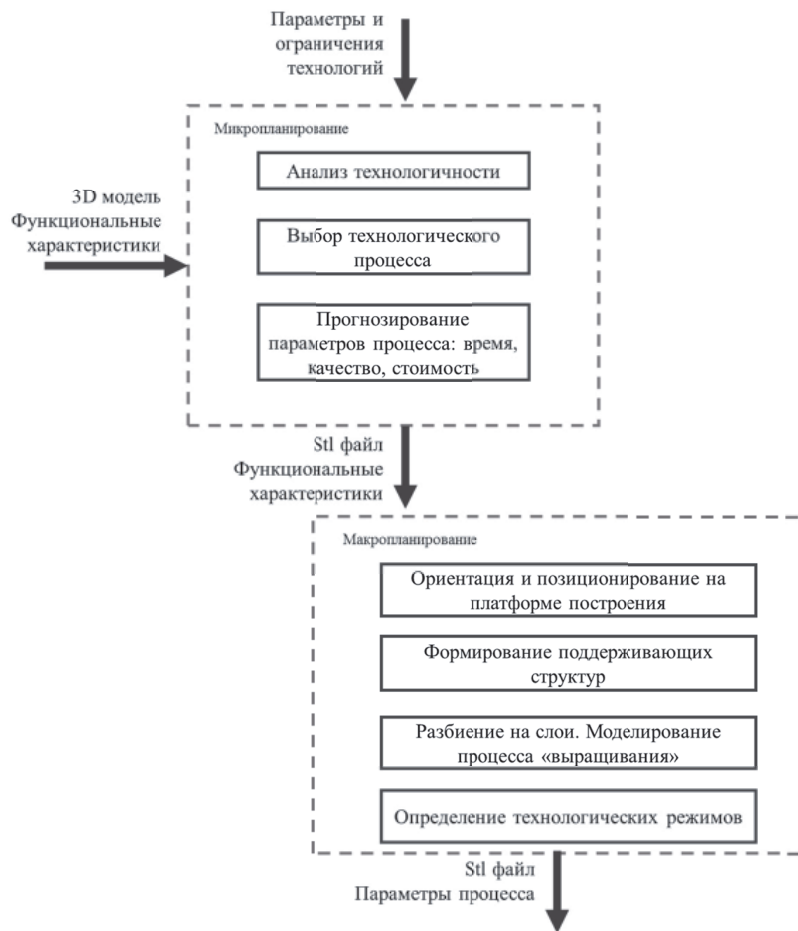 Параметры и
ограничения
технологий
Микропланирование
Анализ технологичности
3D модель
Функциональные
характеристики
Выбор технологического
процесса
Прогнозирование
параметров процесса: время,
качество, стоимость
Stl файл
Функциональные
характеристики
Макропланирование
Ориентация и позиционирование на
платформе построения
Формирование поддерживающих
структур
Разбиение на слои. Моделирование
процесса «выращивания»
Определение технологических режимов
Stl файл
Параметры процесса